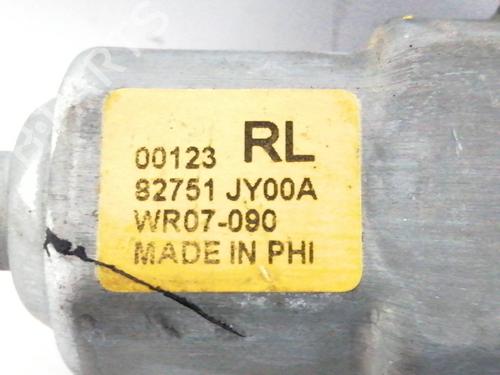 00123 RL
82751 JY00A
WR07-090
MADE IN PHI